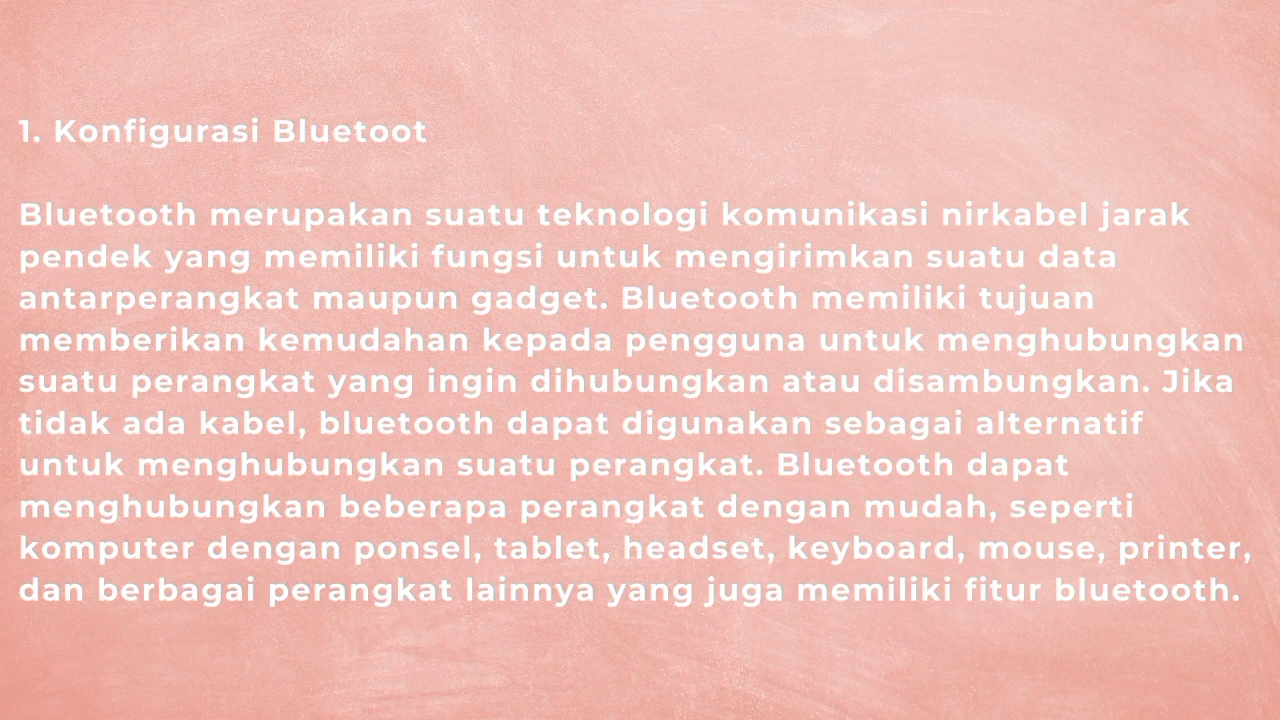 1. Konfigurasi Bluetoot
Bluetooth merupakan suatu teknologi komunikasi nirkabel jarak
pendek yang memiliki fungsi untuk mengirimkan suatu data
antarperangkat maupun gadget. Bluetooth memiliki tujuan
memberikan kemudahan kepada pengguna untuk menghubungkan
suatu perangkat yang ingin dihubungkan atau disambungkan. Jika
tidak ada kabel, bluetooth dapat digunakan sebagai alternatif
untuk menghubungkan suatu perangkat. Bluetooth dapat
menghubungkan beberapa perangkat dengan mudah, seperti
komputer dengan ponsel, tablet, headset, keyboard, mouse, printer,
dan berbagai perangkat lainnya yang juga memiliki fitur bluetooth.